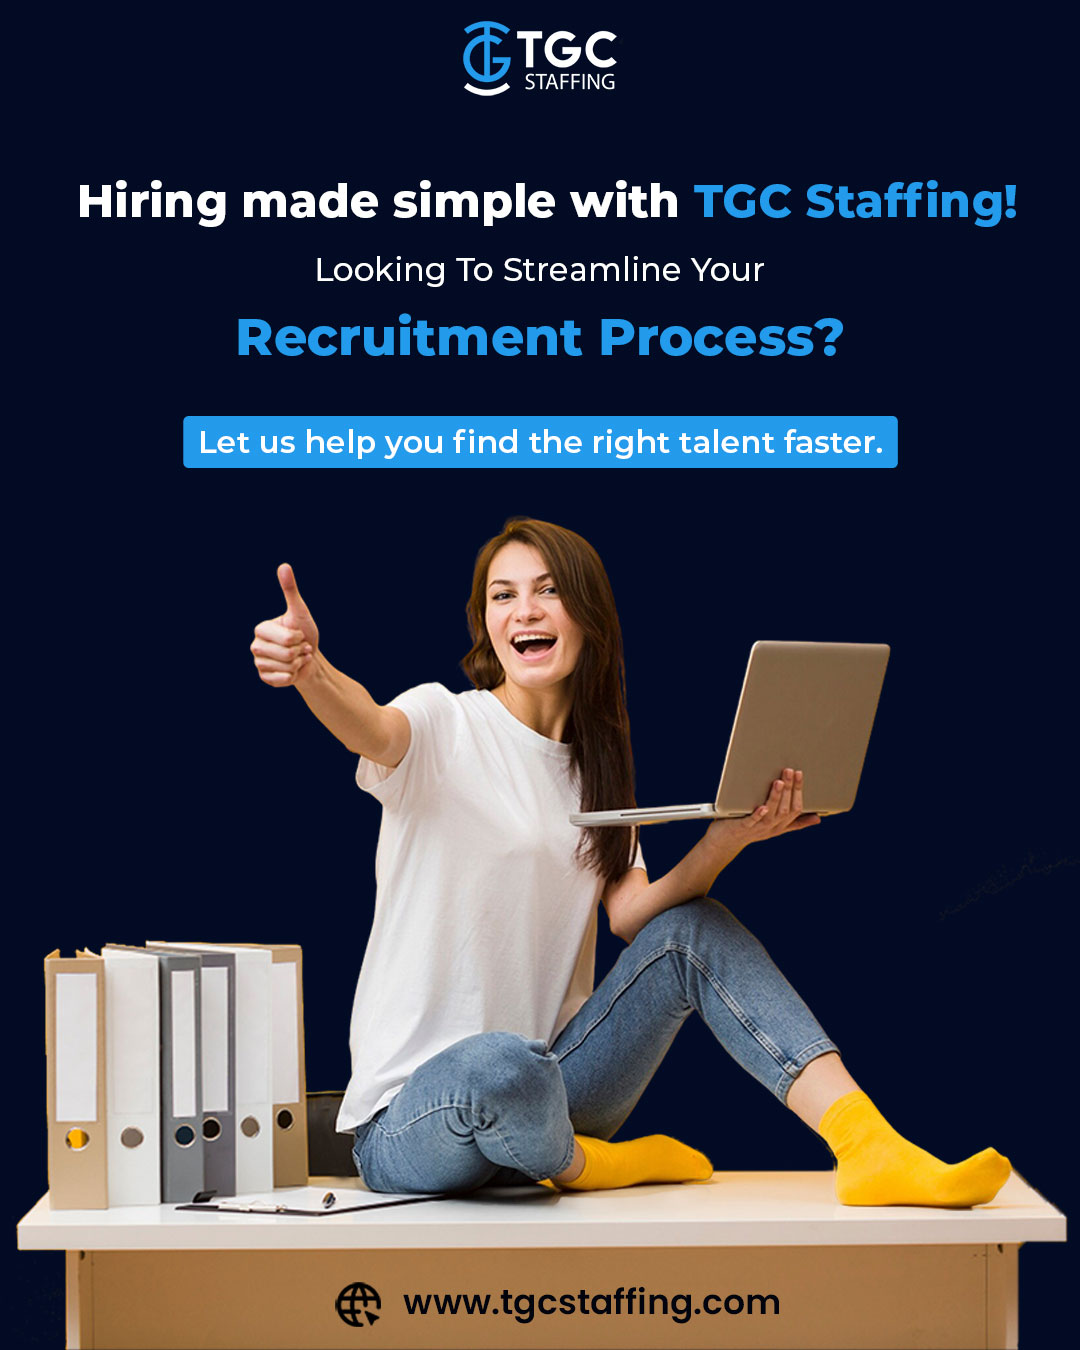 TGC
STAFFING
Hiring made simple with TGC Staffing!
Looking To Streamline Your
Recruitment Process?
Let us help you find the right talent faster.
www.tgcstaffing.com